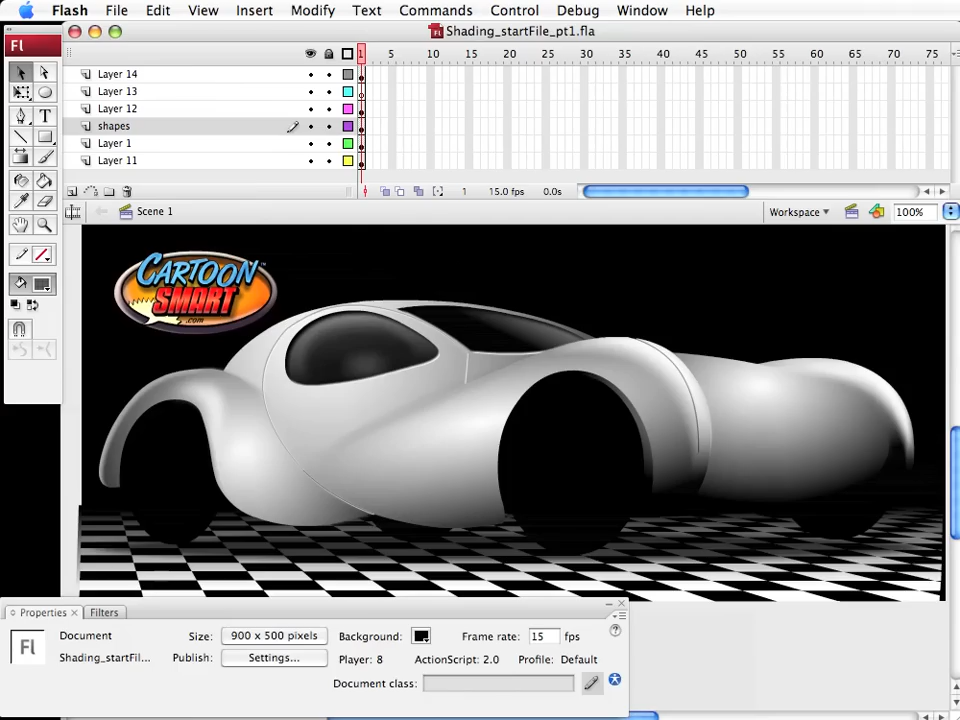 Flash File Edit View Insert Modify Text Commands Control Debug Window Help
Shading_startFile_pt1.fla
Fl
1 5 10 15 20 25 30 35 40 45 50 55 60 65 70 75
Layer 14
Layer 13
Layer 12
shapes
Layer 1
Layer 11
1 15.0 fps 0.0s
Scene 1
Workspace
100%
T
CARTOON
SMART
.com
TM
Properties × Filters
Fl
Document
Shading_startFil...
Size: 900 x 500 pixels
Publish: Settings...
Background:
Frame rate: 15 fps
Player: 8 ActionScript: 2.0 Profile: Default
Document class: